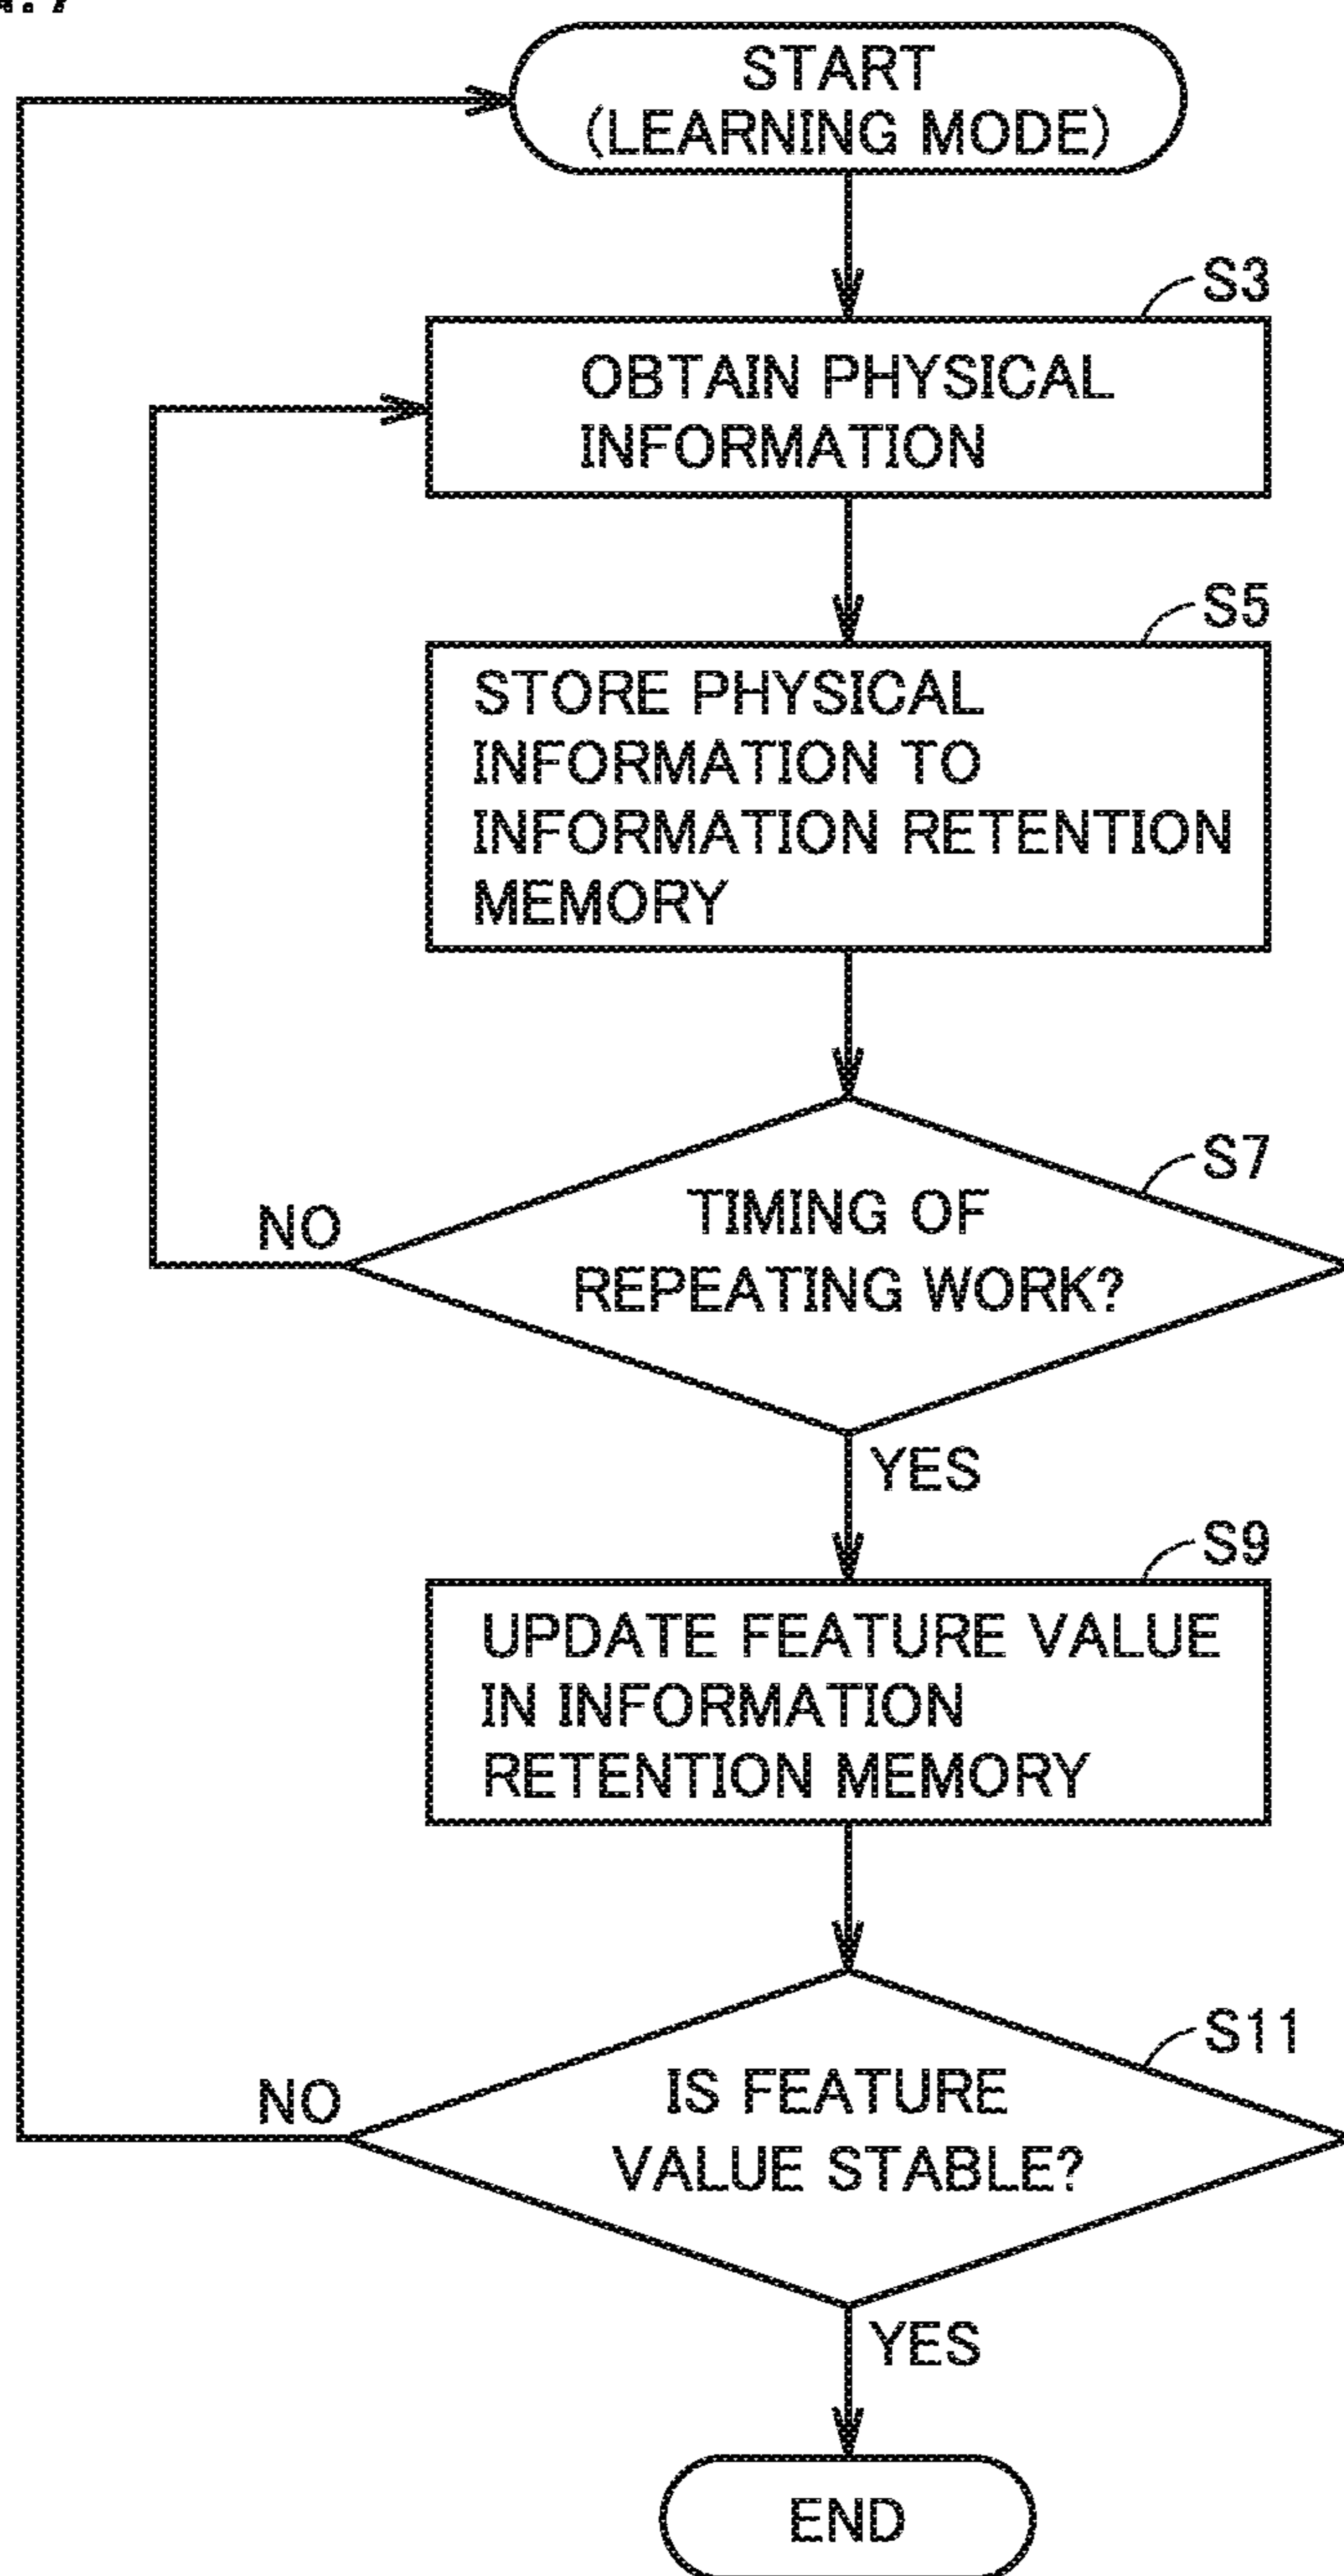 START
(LEARNING MODE)
S3
OBTAIN PHYSICAL
INFORMATION
S5
STORE PHYSICAL
INFORMATION TO
INFORMATION RETENTION
MEMORY
S7
TIMING OF
REPEATING WORK?
NO
YES
S9
UPDATE FEATURE VALUE
IN INFORMATION
RETENTION MEMORY
S11
IS FEATURE
VALUE STABLE?
NO
YES
END